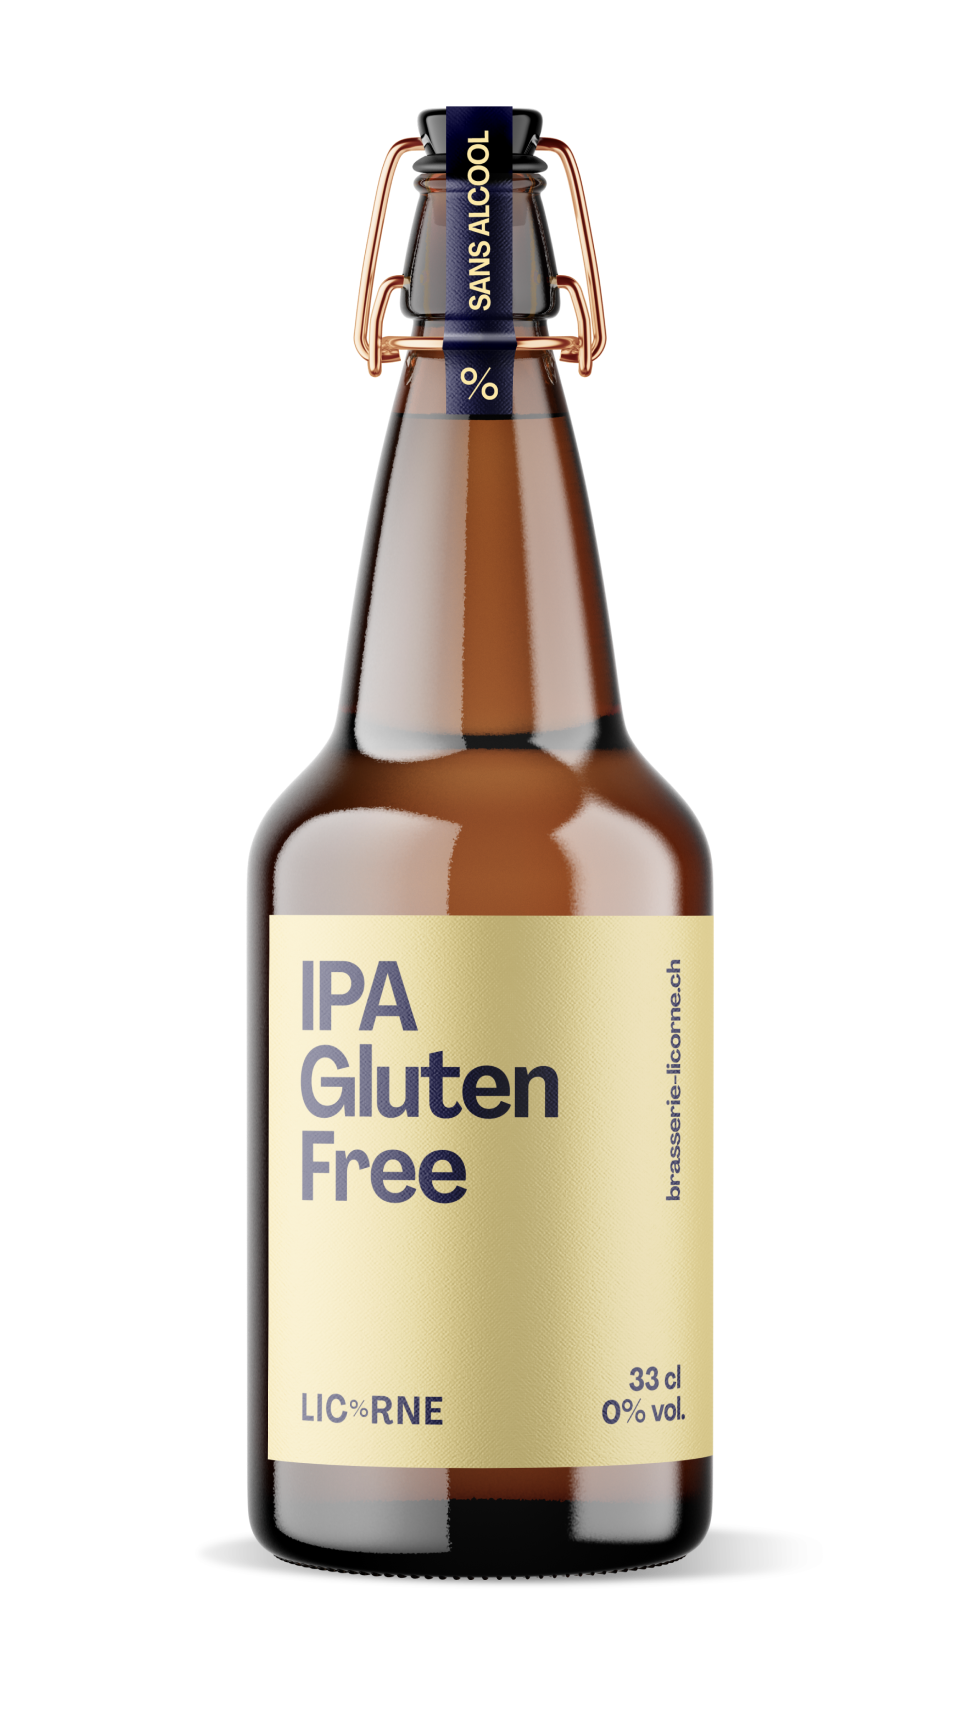 SANS ALCOOL
%
IPA
Gluten
Free
brasserie-licorne.ch
LIC%RNE
33 cl
0% vol.